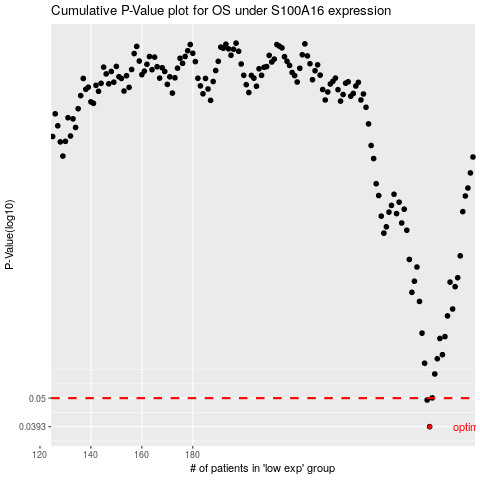 Cumulative P-Value plot for OS under S100A16 expression
P-Value(log10)
0.05
0.0393
optim
120 140 160 180
# of patients in 'low exp' group